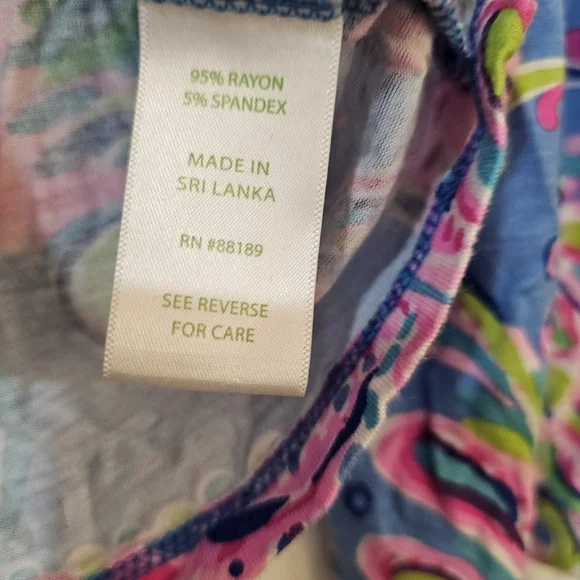 95% RAYON
5% SPANDEX
MADE IN
SRI LANKA
RN #88189
SEE REVERSE
FOR CARE